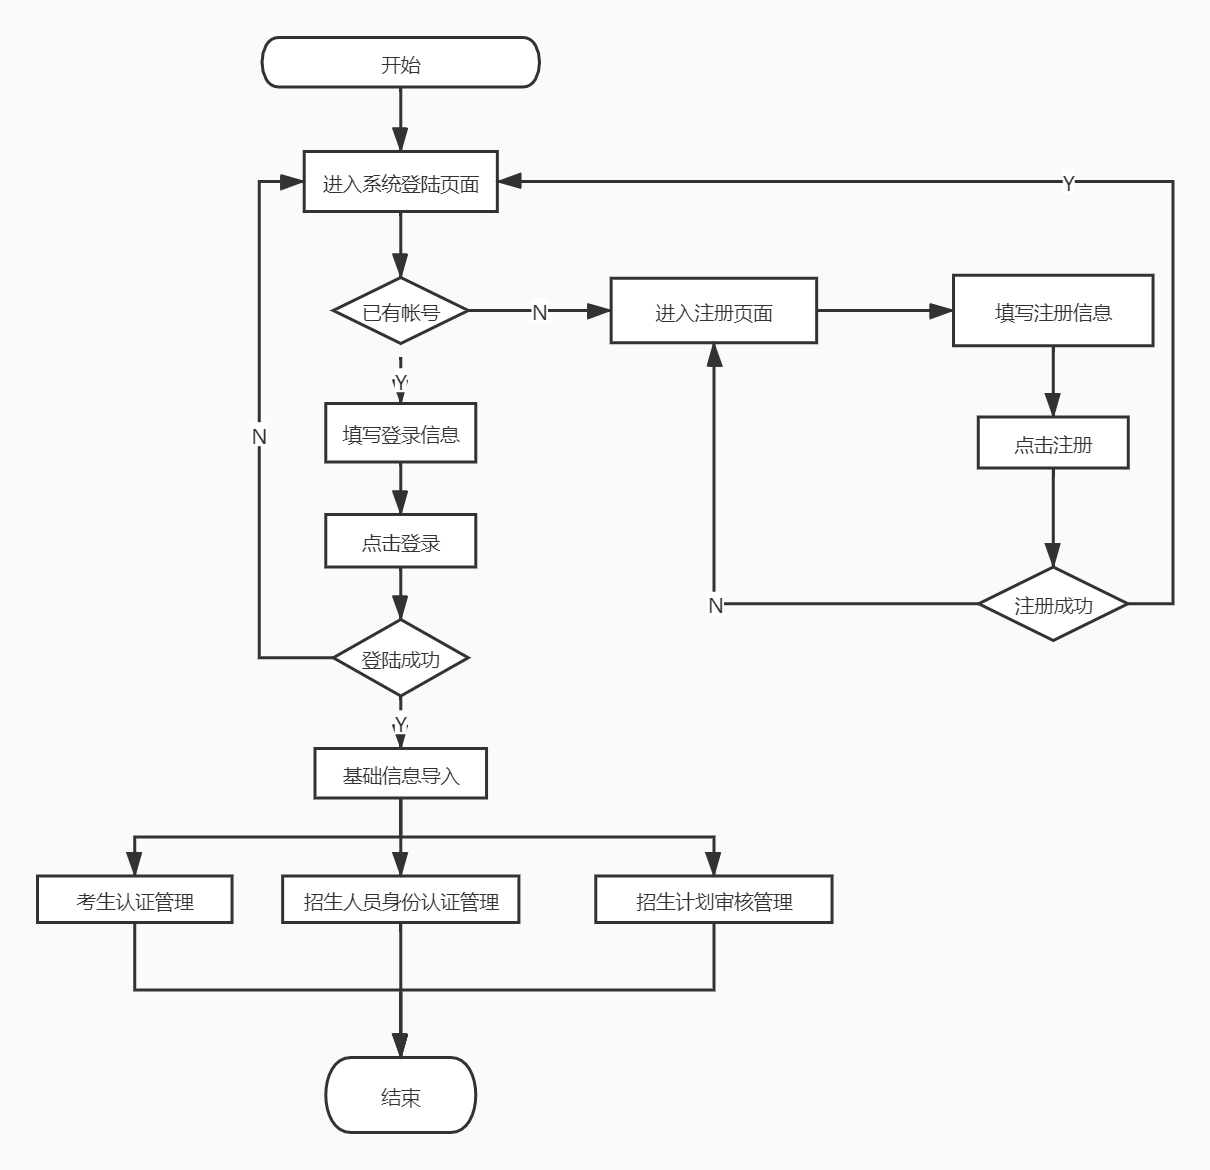 开始
进入系统登陆页面
Y
已有帐号
N
进入注册页面
填写注册信息
Y
填写登录信息
N
点击注册
点击登录
注册成功
N
登陆成功
Y
基础信息导入
考生认证管理
招生人员身份认证管理
招生计划审核管理
结束